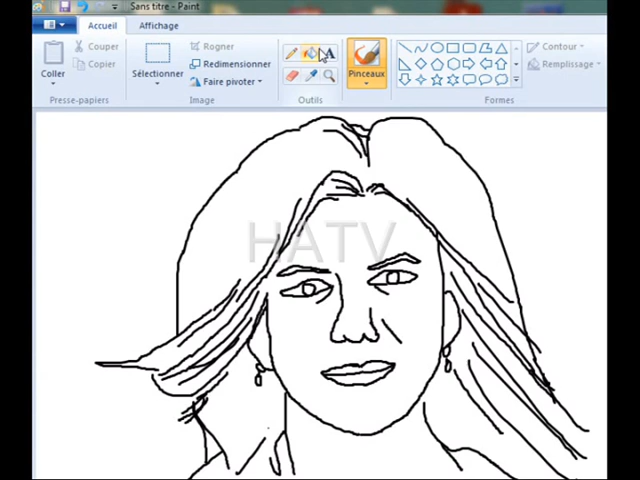 Sans titre - Paint
Accueil
Affichage
Coller
Couper
Copier
Presse-papiers
Sélectionner
Rogner
Redimensionner
Faire pivoter
Image
A
Outils
Pinceaux
Contour
Remplissage
Formes
HATV